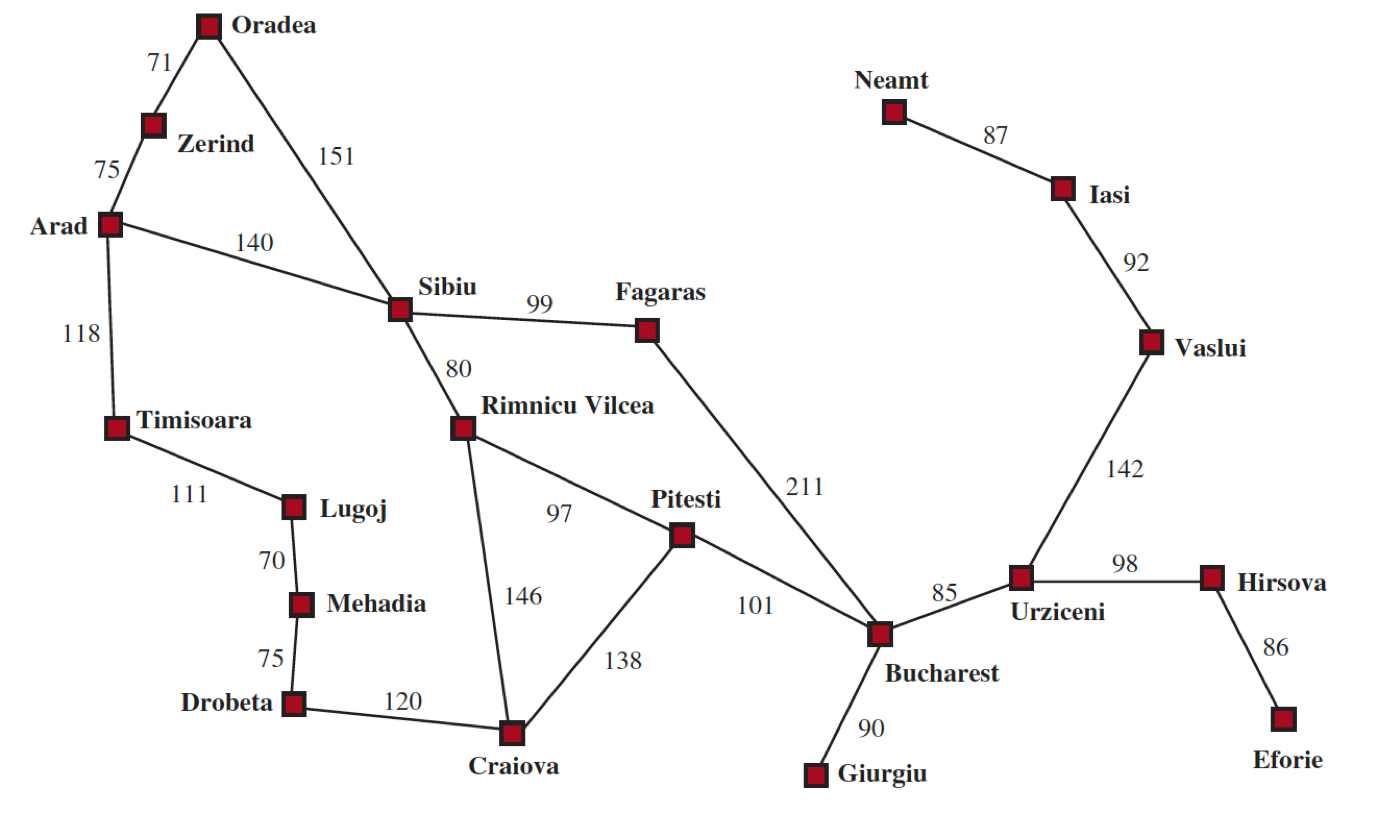 Oradea
71
Neamt
87
Zerind
151
75
Iasi
Arad
140
92
Sibiu
99
Fagaras
118
80
Vaslui
Rimnicu Vilcea
Timisoara
142
211
111
Pitesti
Lugoj
97
70
98
Hirsova
85
Mehadia
146
101
Urziceni
86
75
138
Bucharest
Drobeta
120
90
Eforie
Craiova
Giurgiu